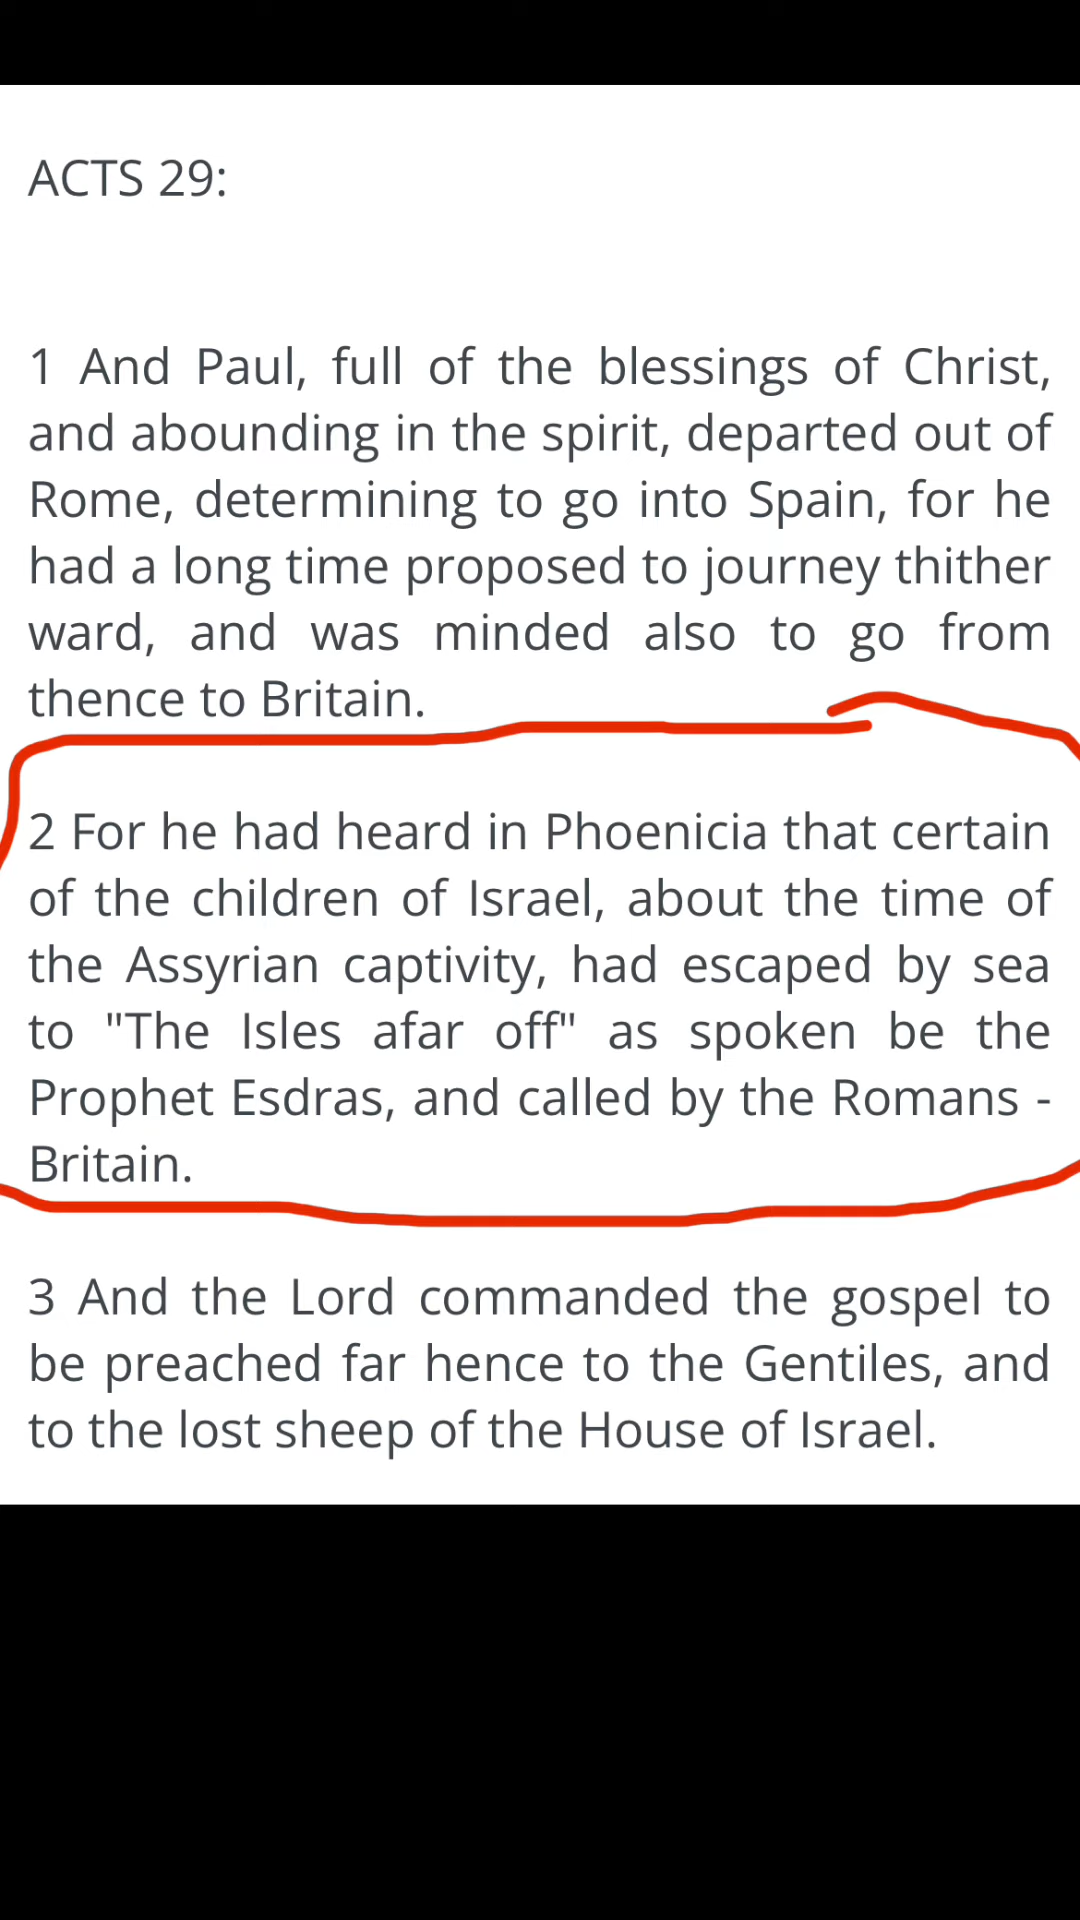 ACTS 29:
1 And Paul, full of the blessings of Christ,
and abounding in the spirit, departed out of
Rome, determining to go into Spain, for he
had a long time proposed to journey thither
ward, and was minded also to go from
thence to Britain.
2 For he had heard in Phoenicia that certain
of the children of Israel, about the time of
the Assyrian captivity, had escaped by sea
to "The Isles afar off" as spoken be the
Prophet Esdras, and called by the Romans -
Britain.
3 And the Lord commanded the gospel to
be preached far hence to the Gentiles, and
to the lost sheep of the House of Israel.